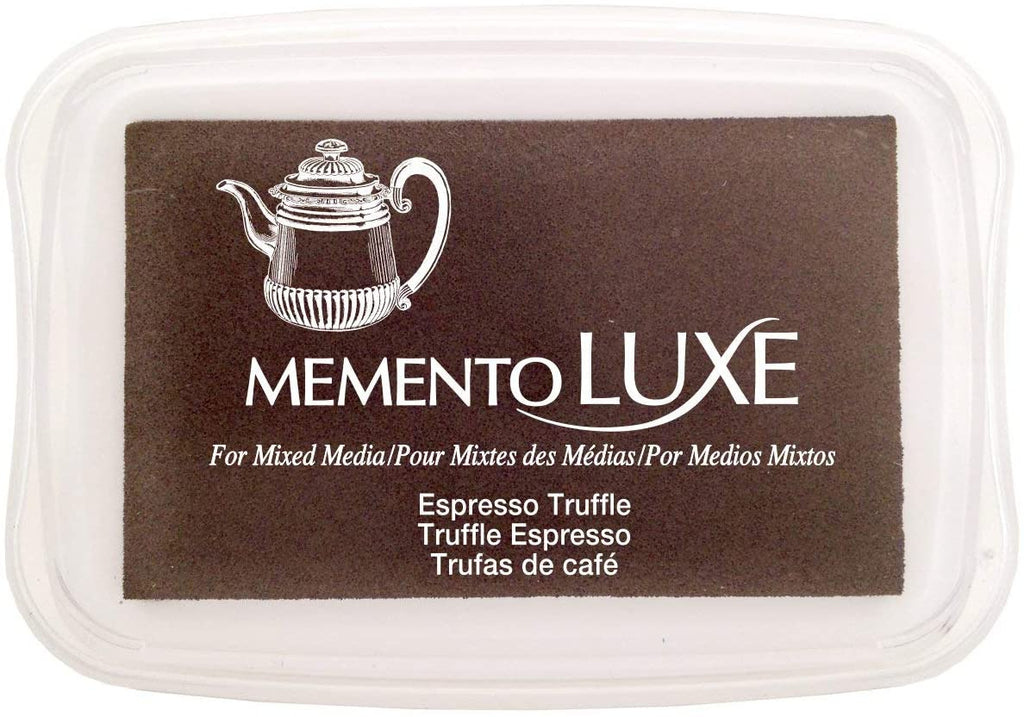 MEMENTO LUXE
For Mixed Media/Pour Mixtes des Médias/Por Medios Mixtos
Espresso Truffle
Truffle Espresso
Trufas de café